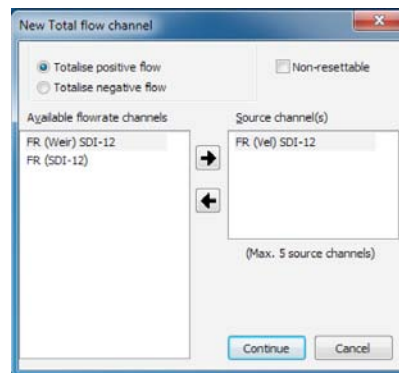 New Total flow channel
Totalise positive flow
Non-resettable
Totalise negative flow
Available flowrate channels
Source channel(s)
FR (Weir) SDI-12
FR (Vel) SDI-12
FR (SDI-12)
(Max. 5 source channels)
Continue
Cancel